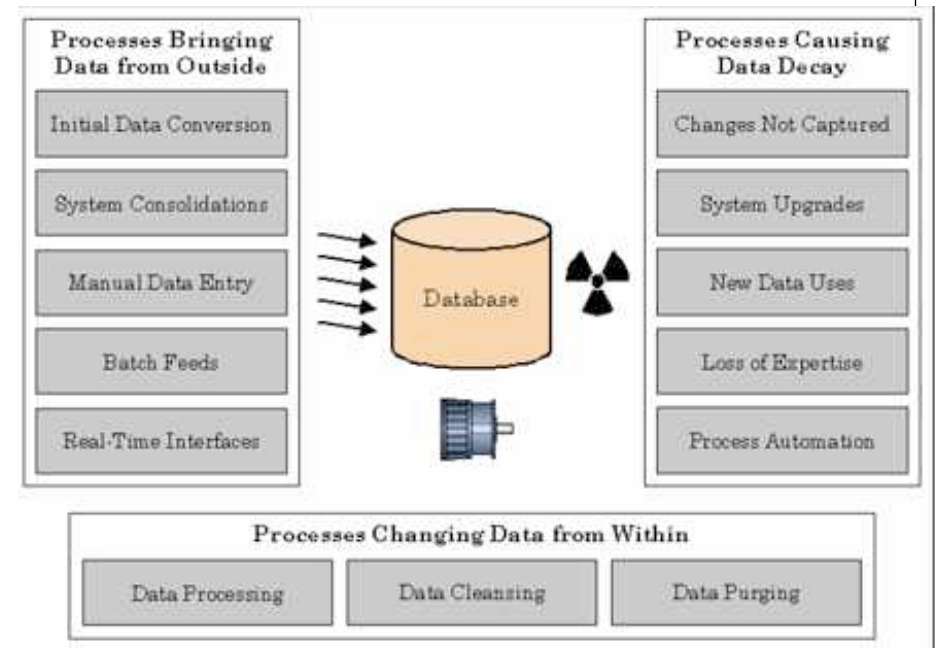 Processes Bringing
Data from Outside
Initial Data Conversion
System Consolidations
Manual Data Entry
Batch Feeds
Real-Time Interfaces
Database
Processes Causing
Data Decay
Changes Not Captured
System Upgrades
New Data Uses
Loss of Expertise
Process Automation
Processes Changing Data from Within
Data Processing
Data Cleansing
Data Purging